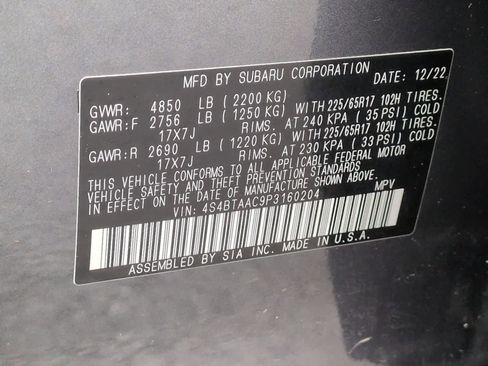 MFD BY SUBARU CORPORATION DATE: 12/22
GVWR: 4850 LB (2200 KG)
GAWR:F 2756 LB (1250 KG) WITH 225/65R17 102H TIRES.
17X7J RIMS. AT 240 KPA ( 35 PSI) COLD
GAWR:R 2690 LB (1220 KG) WITH 225/65R17 102H TIRES.
17X7J RIMS. AT 230 KPA ( 33 PSI) COLD
THIS VEHICLE CONFORMS TO ALL APPLICABLE FEDERAL MOTOR
VEHICLE SAFETY AND THEFT PREVENTION STANDARDS IN EFFECT
ON THE DATE OF MANUFACTURE SHOWN ABOVE.
VIN: 4S4BTAAC9P3160204 MPV
ASSEMBLED BY SIA INC. MADE IN U.S.A.